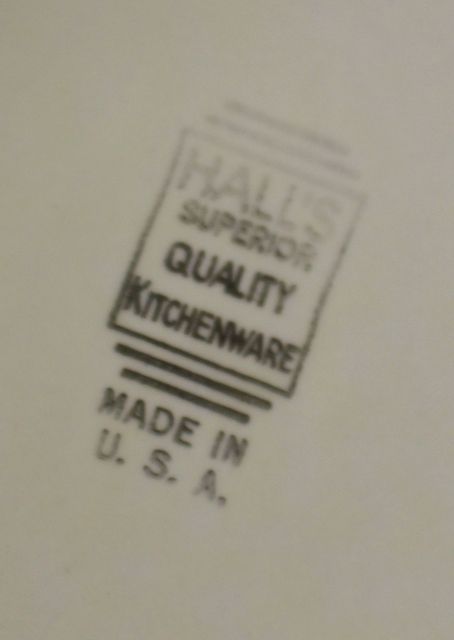 HALL'S
SUPERIOR
QUALITY
KITCHENWARE
MADE IN
U. S. A.